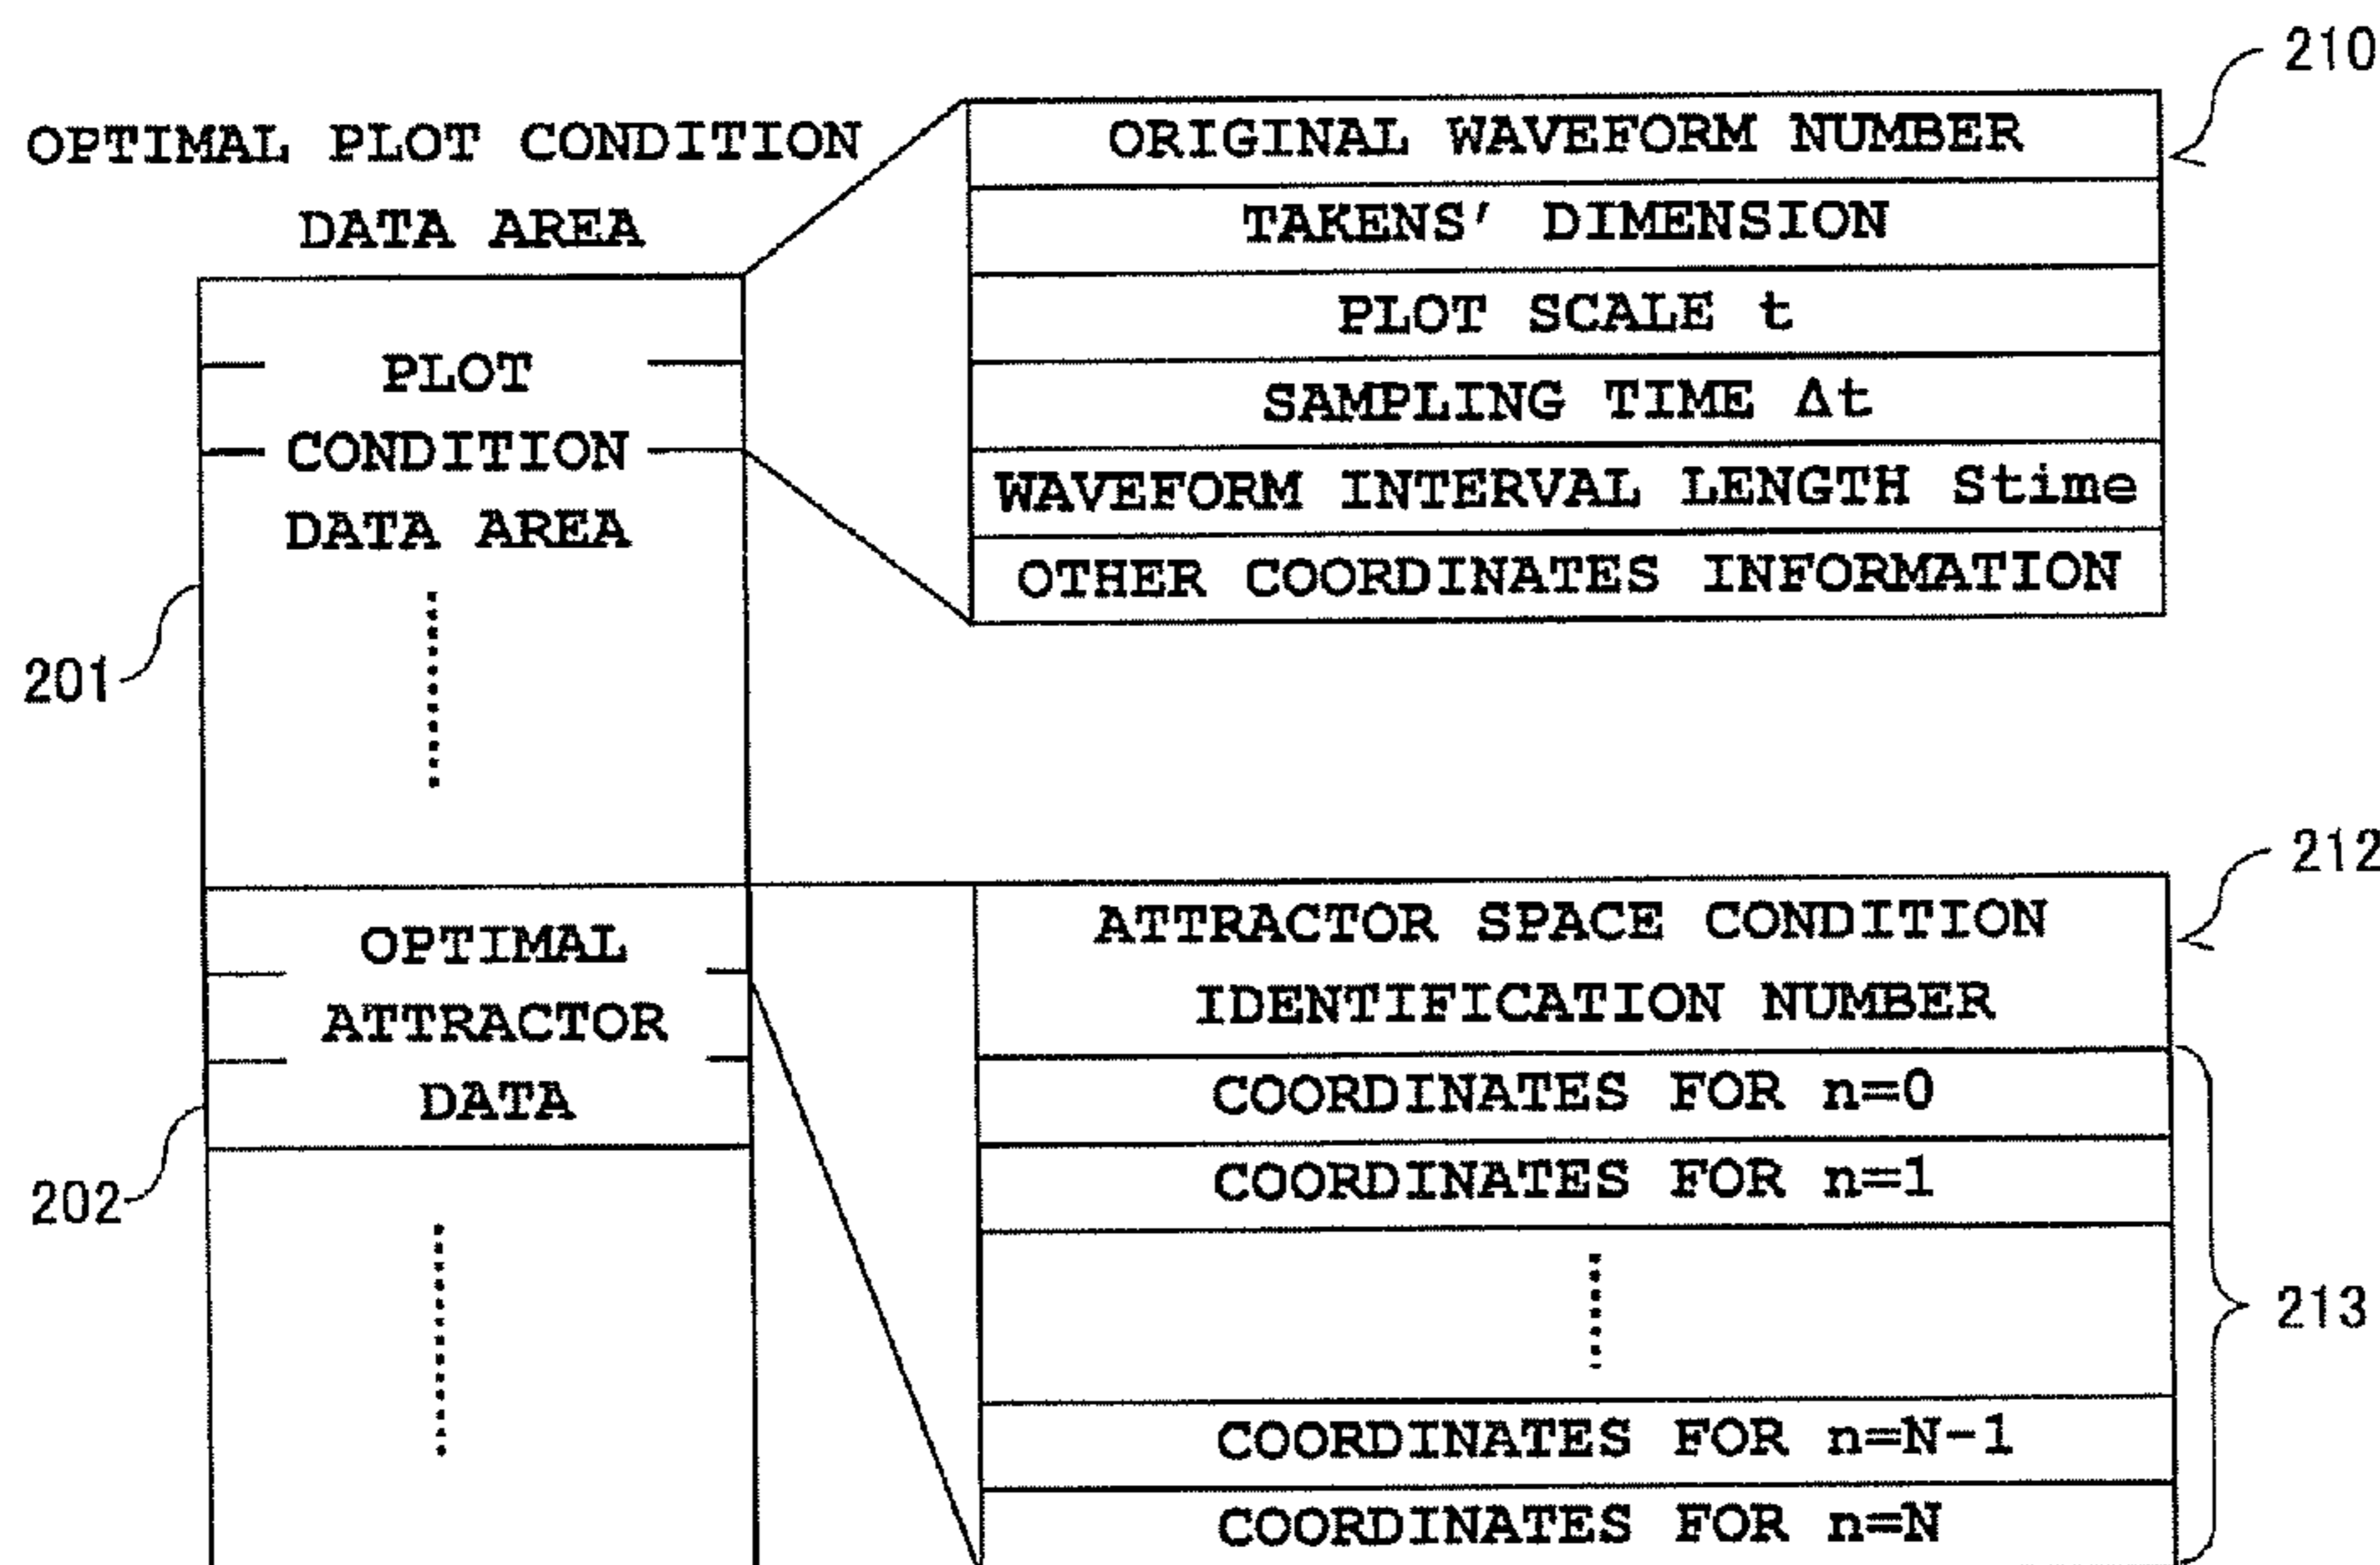 210
OPTIMAL PLOT CONDITION
DATA AREA
ORIGINAL WAVEFORM NUMBER
TAKENS' DIMENSION
PLOT SCALE t
SAMPLING TIME Δt
WAVEFORM INTERVAL LENGTH Stime
OTHER COORDINATES INFORMATION
PLOT
CONDITION
DATA AREA
201
212
OPTIMAL
ATTRACTOR
DATA
202
ATTRACTOR SPACE CONDITION
IDENTIFICATION NUMBER
COORDINATES FOR n=0
COORDINATES FOR n=1
COORDINATES FOR n=N-1
COORDINATES FOR n=N
213